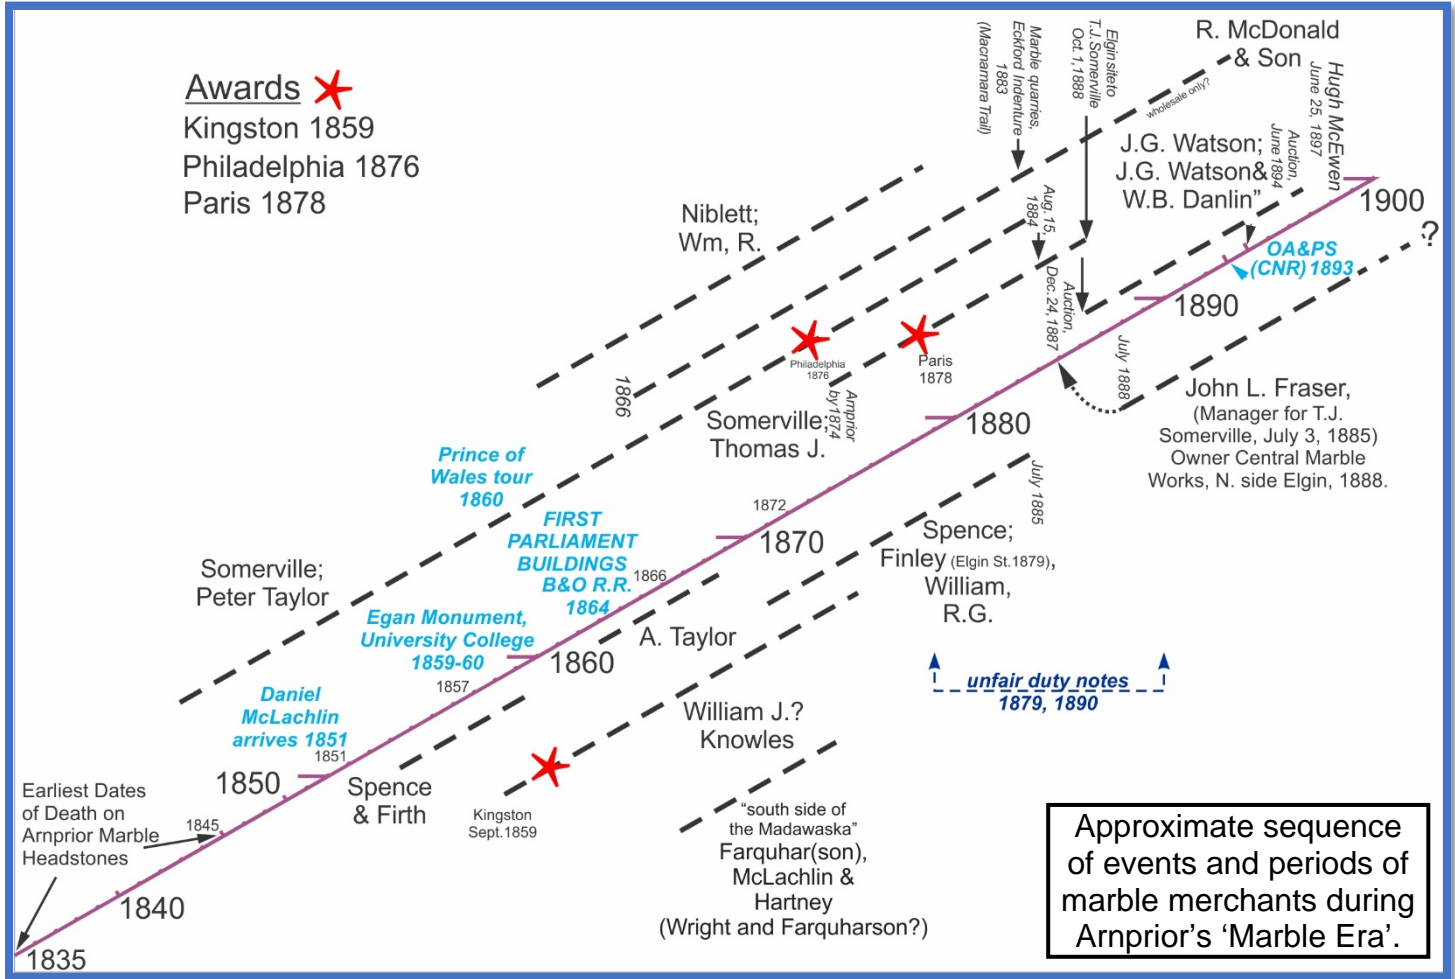 Awards
Kingston 1859
Philadelphia 1876
Paris 1878
Marble quarries,
Eckford Indenture
1883
(Macnamara Trail)
Elgin site to
T.J. Somerville
Oct. 1, 1888
R. McDonald
& Son
wholesale only?
Hugh McEwen
June 25, 1897
Auction,
June 1894
J.G. Watson;
J.G. Watson&
W.B. Danlin”
1900
?
OA&PS
(CNR) 1893
Niblett;
Wm, R.
Aug. 15,
1884
Auction,
Dec. 24, 1887
1890
July 1888
John L. Fraser,
(Manager for T.J.
Somerville, July 3, 1885)
Owner Central Marble
Works, N. side Elgin, 1888.
Philadelphia
1876
Paris
1878
1866
Arnprior
by 1874
Somerville;
Thomas J.
1880
Prince of
Wales tour
1860
FIRST
PARLIAMENT
BUILDINGS
B&O R.R.
1864
1872
1870
July 1885
Spence;
Finley (Elgin St.1879),
William,
R.G.
Somerville;
Peter Taylor
1866
Egan Monument,
University College
1859-60
A. Taylor
1860
1857
unfair duty notes
1879, 1890
Daniel
McLachlin
arrives 1851
1851
1850
William J.?
Knowles
Spence
& Firth
Kingston
Sept.1859
Earliest Dates
of Death on
Arnprior Marble
Headstones
1845
1840
1835
“south side of
the Madawaska”
Farquhar(son),
McLachlin &
Hartney
(Wright and Farquharson?)
Approximate sequence
of events and periods of
marble merchants during
Arnprior’s ‘Marble Era’.